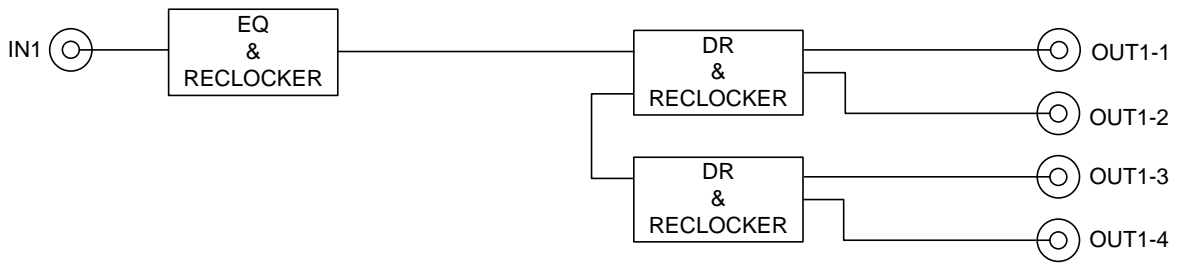 IN1
EQ
&
RECLOCKER
DR
&
RECLOCKER
OUT1-1
OUT1-2
DR
&
RECLOCKER
OUT1-3
OUT1-4